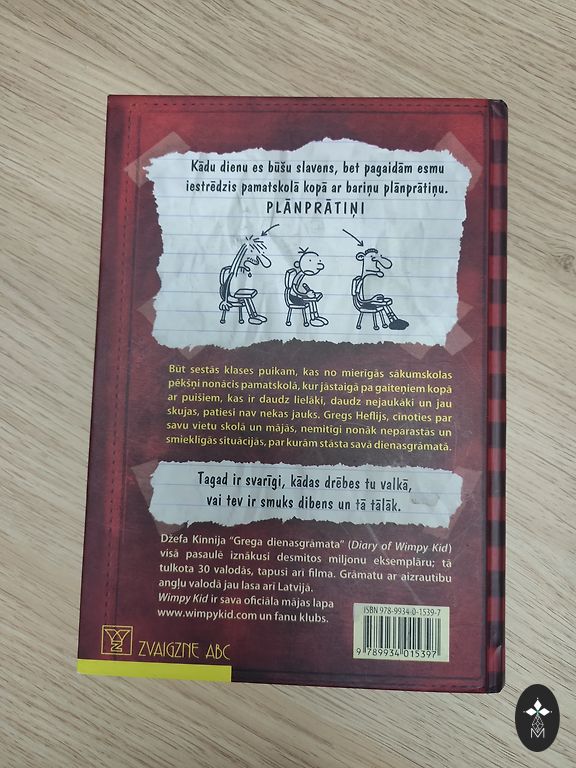 Kādu dienu es būšu slavens, bet pagaidām esmu
iestrēdzis pamatskolā kopā ar bariņu plānprātiņu.
PLĀNPRĀTIŅI
Būt sestās klases puikam, kas no mierīgās sākumskolas
pēkšņi nonācis pamatskolā, kur jāstaigā pa gaiteņiem kopā
ar puišiem, kas ir daudz lielāki, daudz nejaukāki un jau
skujas, patiesi nav nekas jauks. Gregs Heflijs, cīnoties par
savu vietu skolā un mājās, nemitīgi nonāk neparastās un
smieklīgās situācijās, par kurām stāsta savā dienasgrāmatā.
Tagad ir svarīgi, kādas drēbes tu valkā,
vai tev ir smuks dibens un tā tālāk.
Džefa Kinnija "Grega dienasgrāmata" (Diary of Wimpy Kid)
visā pasaulē iznākusi desmitos miljonu eksemplāru; tā
tulkota 30 valodās, tapusi arī filma. Grāmatu ar aizrautību
angļu valodā jau lasa arī Latvijā.
Wimpy Kid ir sava oficiāla mājas lapa
www.wimpykid.com un fanu klubs.
ISBN 978-9934-0-1539-7
9 789934 015397
ZVAIGZNE ABC
M